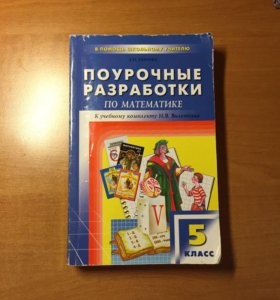 В ПОМОЩЬ ШКОЛЬНОМУ УЧИТЕЛЮ
ПОУРОЧНЫЕ
РАЗРАБОТКИ
ПО МАТЕМАТИКЕ
К учебному комплекту Н.Я. Виленкина
V
5
КЛАСС